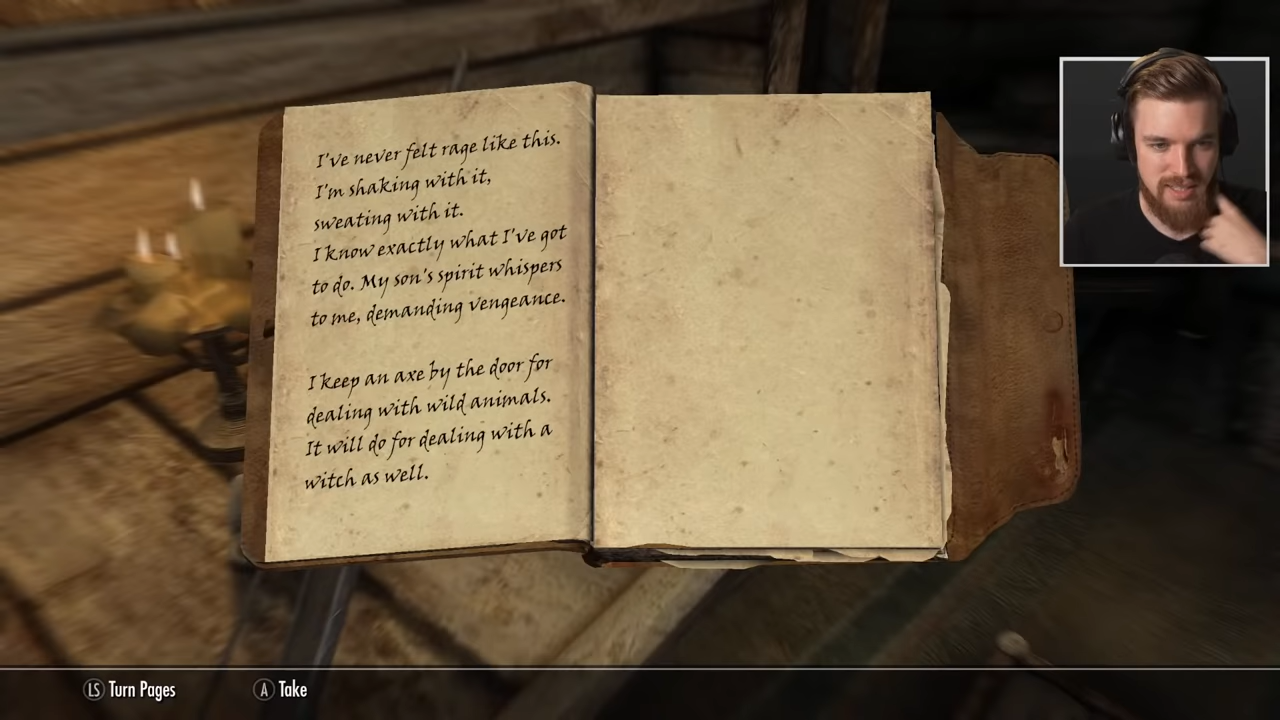 I've never felt rage like this.
I'm shaking with it,
sweating with it.
I know exactly what I've got
to do. My son's spirit whispers
to me, demanding vengeance.
I keep an axe by the door for
dealing with wild animals.
It will do for dealing with a
witch as well.
LS Turn Pages
A Take